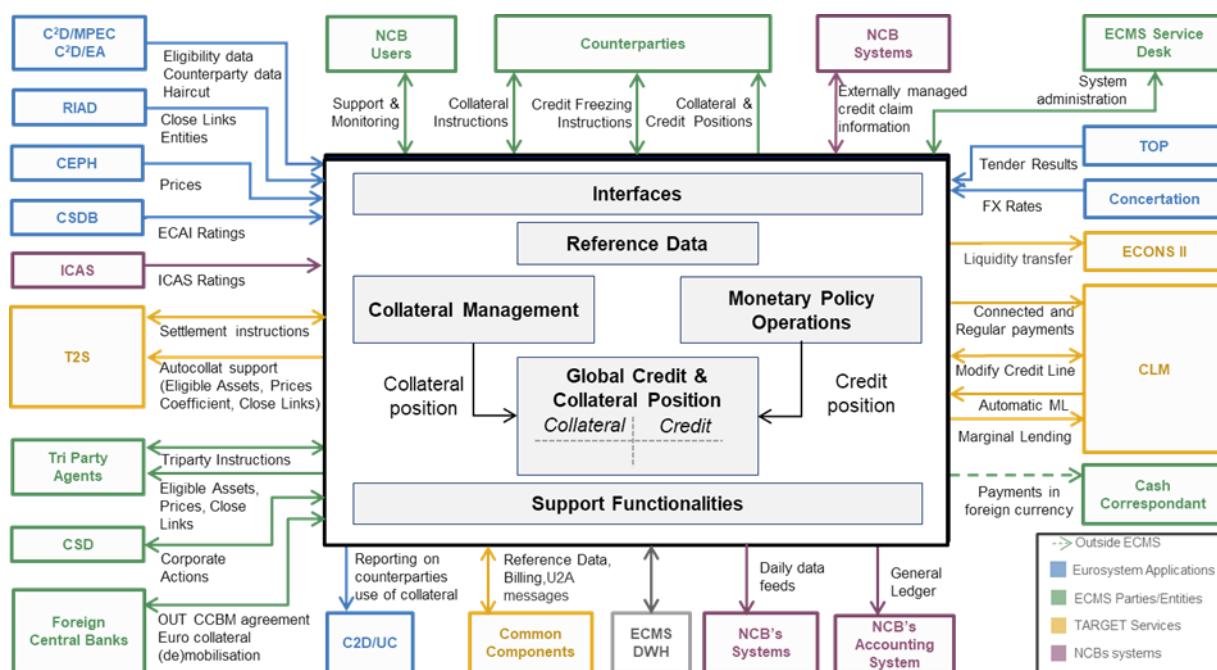 C²D/MPEC
C²D/EA
Eligibility data
Counterparty data
Haircut
RIAD
Close Links
Entities
CEPH
Prices
CSDB
ECAI Ratings
ICAS
ICAS Ratings
T2S
Settlement instructions
Autocollat support
(Eligible Assets, Prices
Coefficient, Close Links)
Tri Party
Agents
Triparty Instructions
Eligible Assets,
Prices, Close
Links
CSD
Corporate
Actions
Foreign
Central Banks
OUT CCBM agreement
Euro collateral
(de)mobilisation
NCB
Users
Support &
Monitoring
Counterparties
Collateral
Instructions
Credit Freezing
Instructions
Collateral &
Credit Positions
NCB
Systems
Externally managed
credit claim
information
ECMS Service
Desk
System
administration
Interfaces
Reference Data
Collateral Management
Monetary Policy
Operations
Collateral
position
Global Credit &
Collateral Position
Collateral
Credit
Credit
position
Support Functionalities
TOP
Tender Results
Concertation
FX Rates
ECONS II
Liquidity transfer
CLM
Connected and
Regular payments
Modify Credit Line
Automatic ML
Marginal Lending
Cash
Correspondant
Payments in
foreign currency
Reporting on
counterparties
use of collateral
C2D/UC
Reference Data,
Billing,U2A
messages
Common
Components
ECMS
DWH
Daily data
feeds
NCB's
Systems
General
Ledger
NCB's
Accounting
System
Outside ECMS
Eurosystem Applications
ECMS Parties/Entities
TARGET Services
NCBs systems